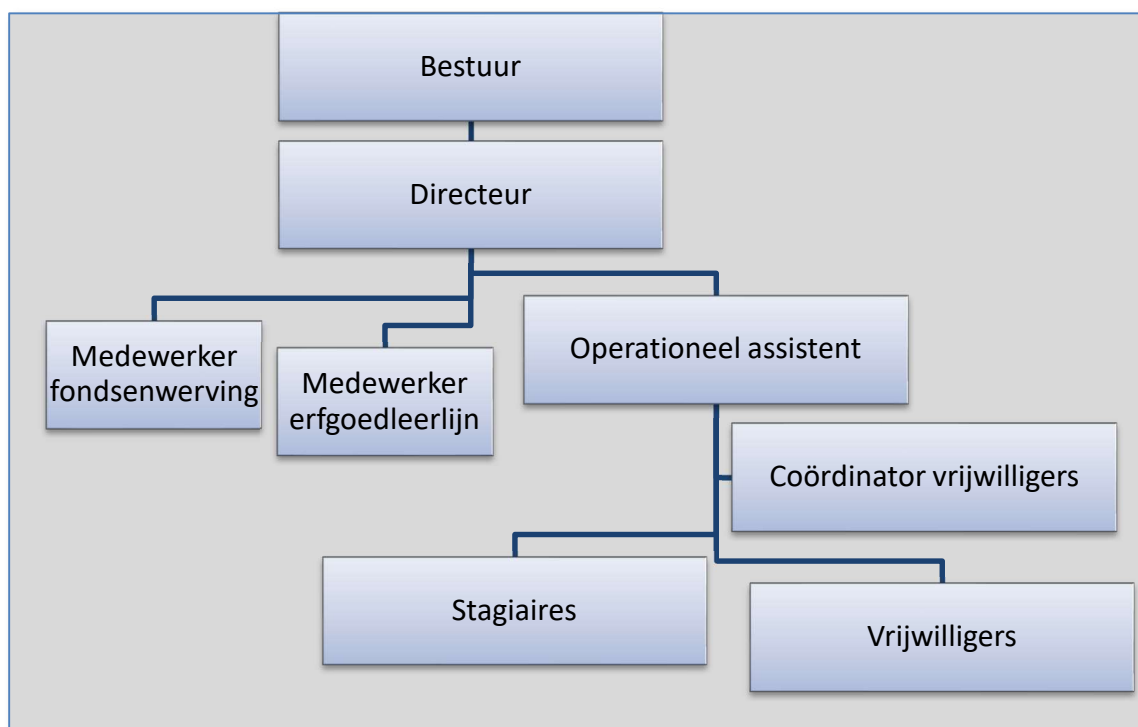 Bestuur
Directeur
Medewerker
fondsenwerving
Medewerker
erfgoedleerlijn
Operationeel assistent
Coördinator vrijwilligers
Stagiaires
Vrijwilligers